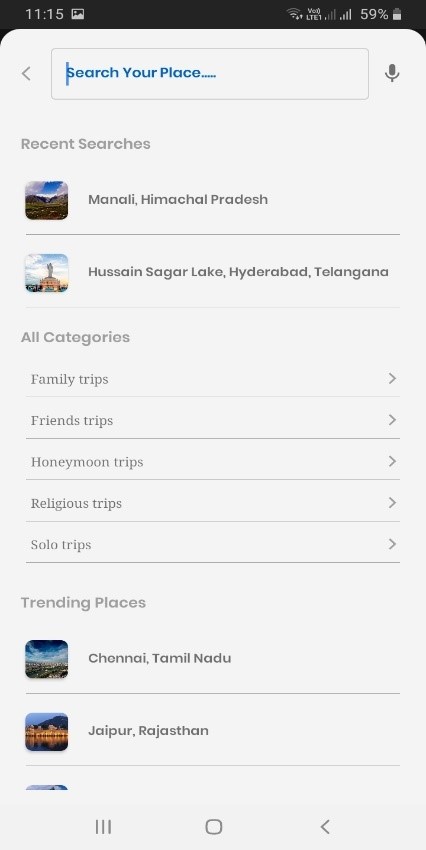 11:15
Vo)) LTE1 59%
Search Your Place.....
Recent Searches
Manali, Himachal Pradesh
Hussain Sagar Lake, Hyderabad, Telangana
All Categories
Family trips
Friends trips
Honeymoon trips
Religious trips
Solo trips
Trending Places
Chennai, Tamil Nadu
Jaipur, Rajasthan